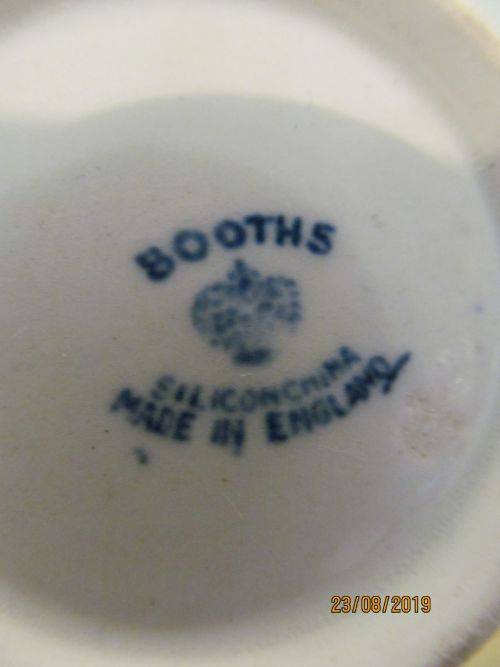 BOOTHS
SILICON CHINA
MADE IN ENGLAND
23/08/2019